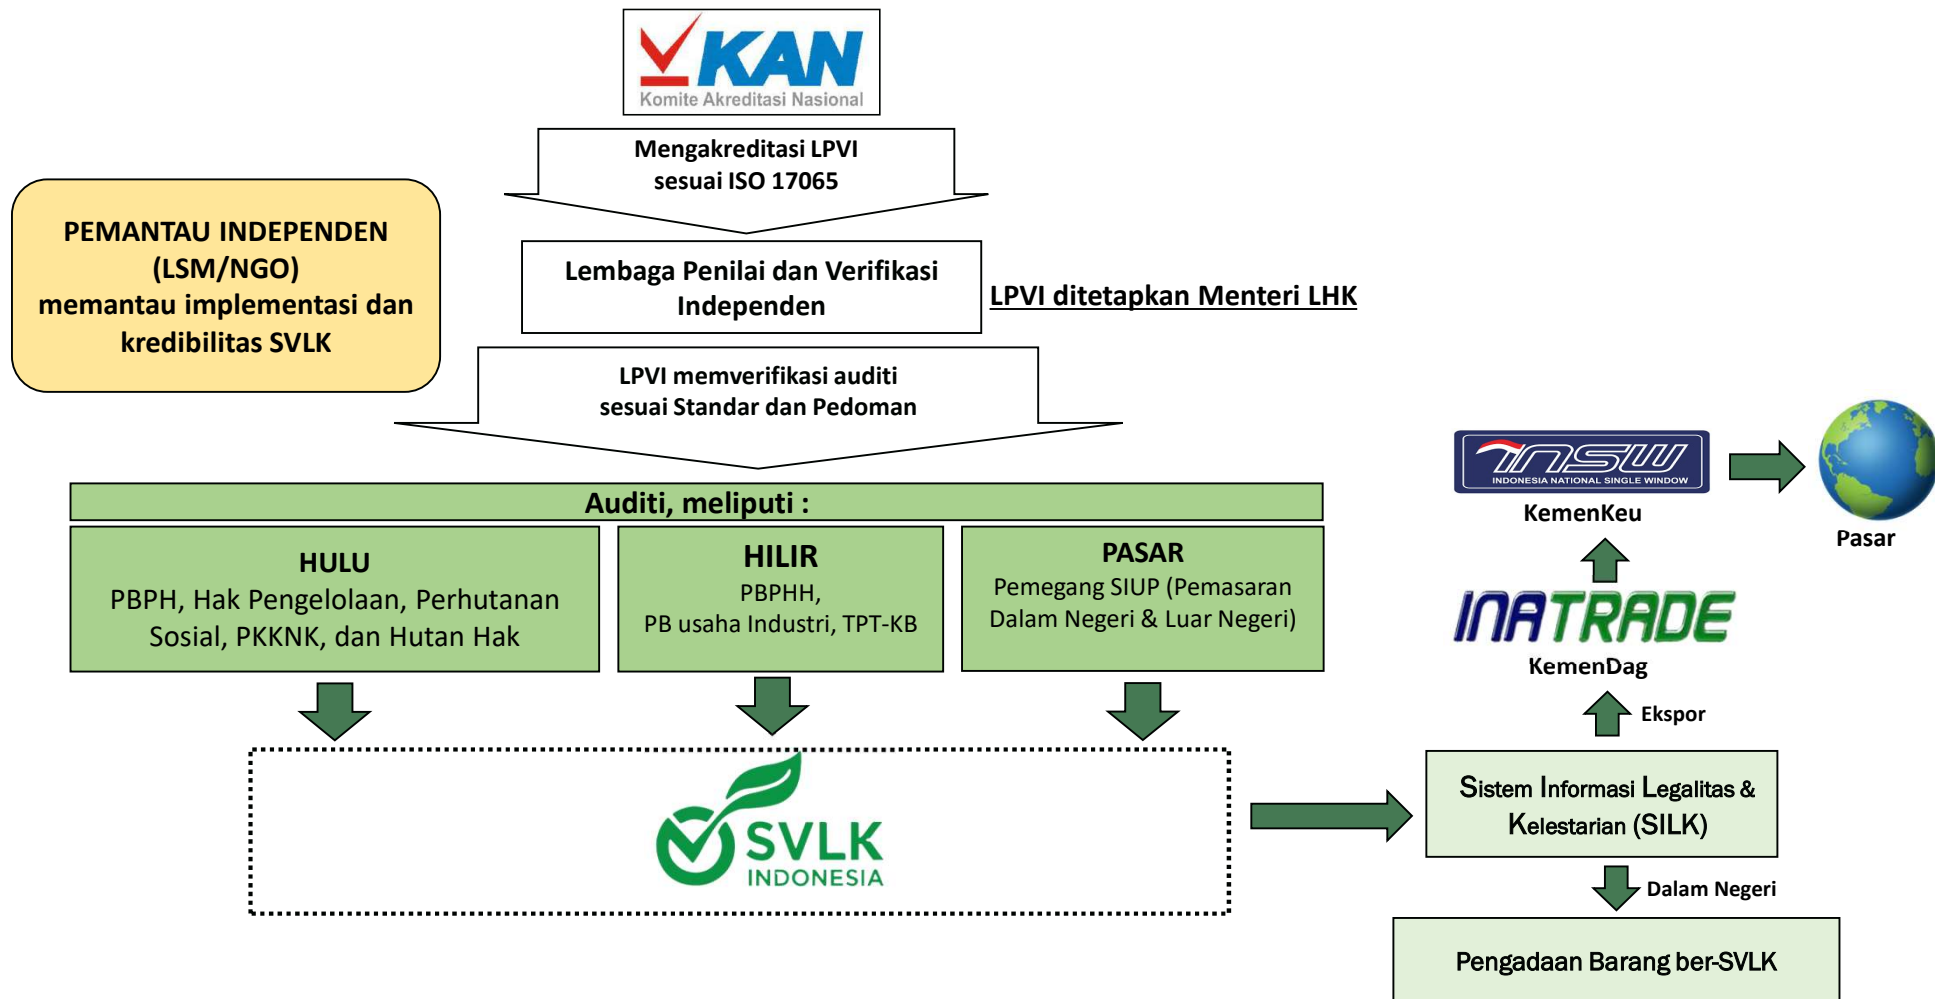 KAN
Komite Akreditasi Nasional
Mengakreditasi LPVI
sesuai ISO 17065
PEMANTAU INDEPENDEN
(LSM/NGO)
memantau implementasi dan
kredibilitas SVLK
Lembaga Penilai dan Verifikasi
Independen
LPVI ditetapkan Menteri LHK
LPVI memverifikasi auditi
sesuai Standar dan Pedoman
Auditi, meliputi :
HULU
PBPH, Hak Pengelolaan, Perhutanan
Sosial, PKKNK, dan Hutan Hak
HILIR
PBPHH,
PB usaha Industri, TPT-KB
PASAR
Pemegang SIUP (Pemasaran
Dalam Negeri & Luar Negeri)
SVLK
INDONESIA
INSW
INDONESIA NATIONAL SINGLE WINDOW
KemenKeu
Pasar
INATRADE
KemenDag
Ekspor
Sistem Informasi Legalitas &
Kelestarian (SILK)
Dalam Negeri
Pengadaan Barang ber-SVLK